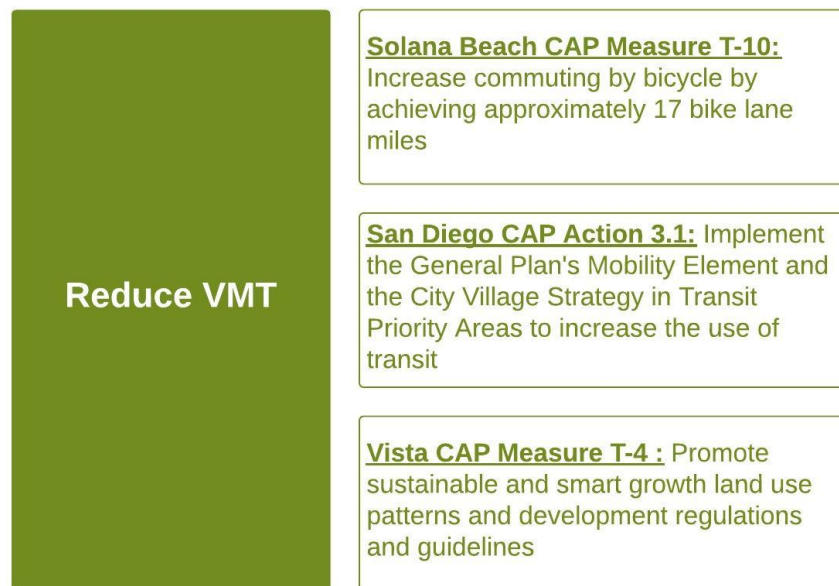 Reduce VMT
Solana Beach CAP Measure T-10:
Increase commuting by bicycle by
achieving approximately 17 bike lane
miles
San Diego CAP Action 3.1: Implement
the General Plan's Mobility Element and
the City Village Strategy in Transit
Priority Areas to increase the use of
transit
Vista CAP Measure T-4 : Promote
sustainable and smart growth land use
patterns and development regulations
and guidelines